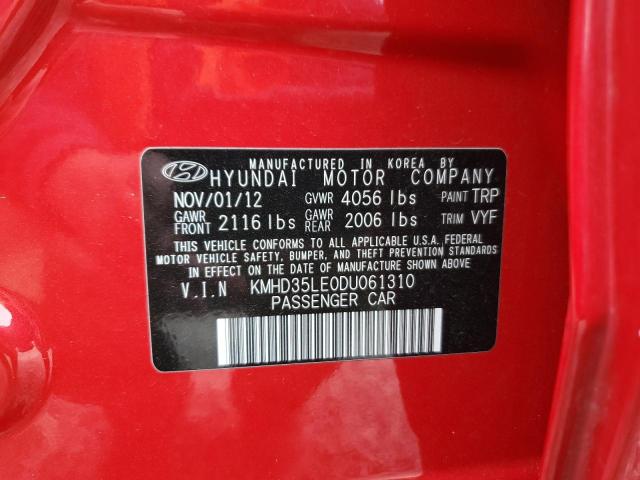 MANUFACTURED IN KOREA BY
HYUNDAI MOTOR COMPANY
NOV/01/12 GVWR 4056 lbs PAINT TRP
GAWR FRONT 2116 lbs GAWR REAR 2006 lbs TRIM VYF
THIS VEHICLE CONFORMS TO ALL APPLICABLE U.S.A. FEDERAL
MOTOR VEHICLE SAFETY, BUMPER, AND THEFT PREVENTION STANDARDS
IN EFFECT ON THE DATE OF MANUFACTURE SHOWN ABOVE.
V.I.N KMHD35LE0DU061310
PASSENGER CAR